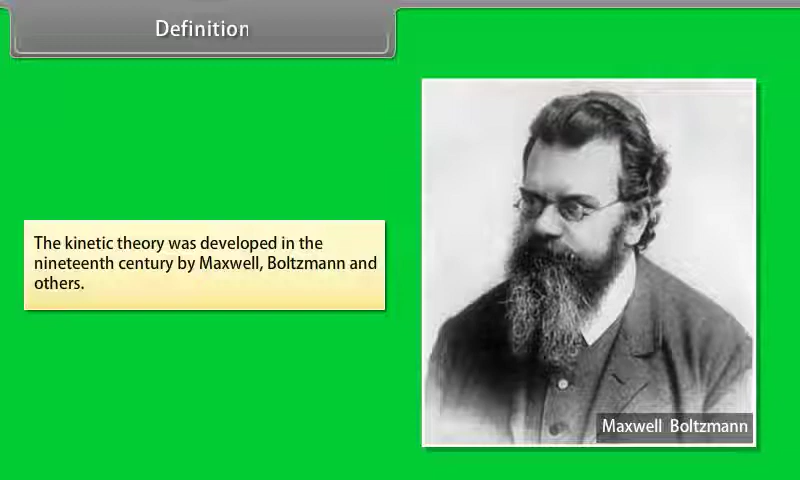 Definition
The kinetic theory was developed in the
nineteenth century by Maxwell, Boltzmann and
others.
Maxwell Boltzmann